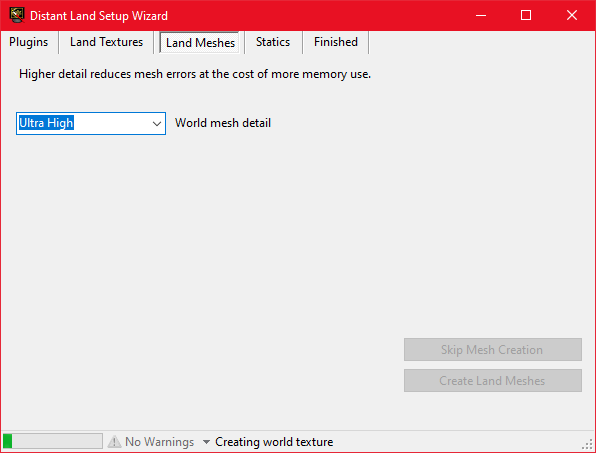 Distant Land Setup Wizard
Plugins Land Textures Land Meshes Statics Finished
Higher detail reduces mesh errors at the cost of more memory use.
Ultra High World mesh detail
Skip Mesh Creation
Create Land Meshes
No Warnings Creating world texture